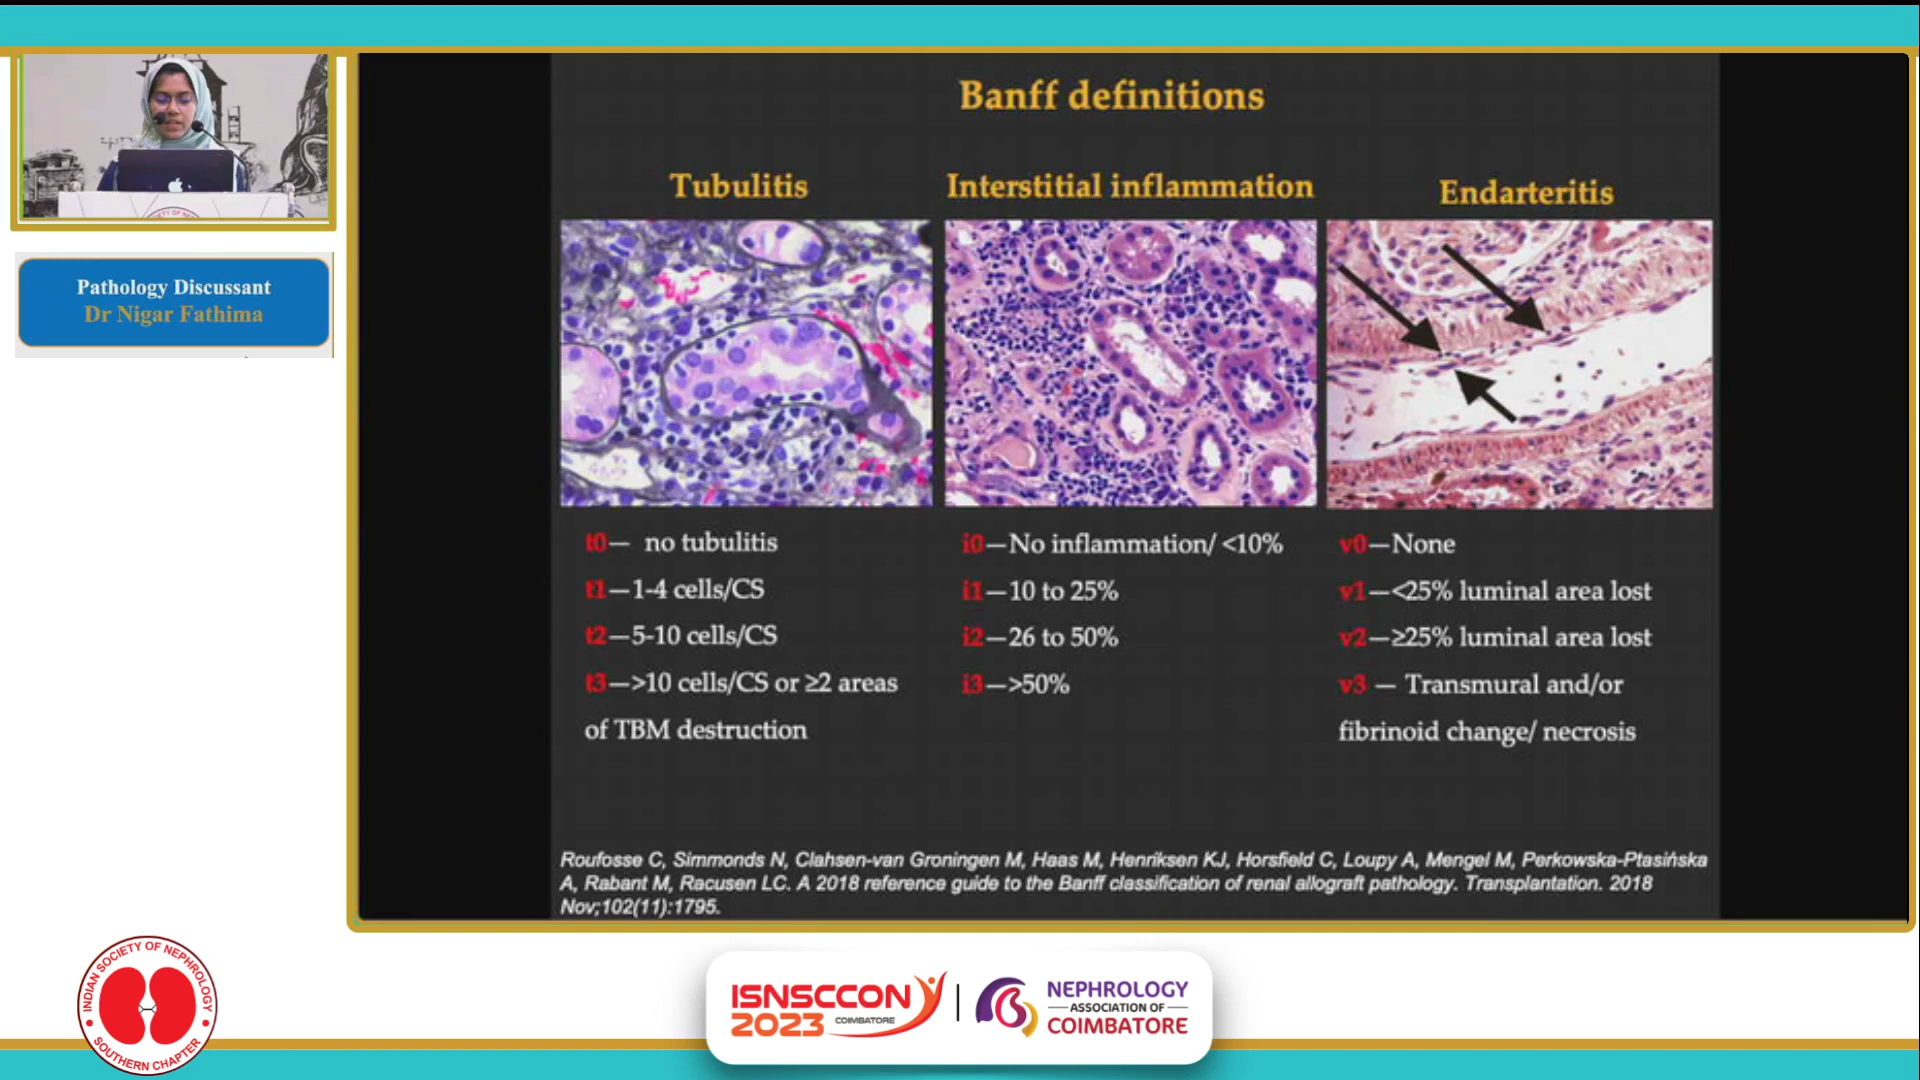 Banff definitions
Tubulitis
Interstitial inflammation
Endarteritis
t0— no tubulitis
t1—1-4 cells/CS
t2—5-10 cells/CS
t3—>10 cells/CS or ≥2 areas
of TBM destruction
i0—No inflammation/ <10%
i1—10 to 25%
i2—26 to 50%
i3—>50%
v0—None
v1—<25% luminal area lost
v2—≥25% luminal area lost
v3 — Transmural and/or
fibrinoid change/ necrosis
Roufosse C, Simmonds N, Clahsen-van Groningen M, Haas M, Henriksen KJ, Horsfield C, Loupy A, Mengel M, Perkowska-Ptasińska
A, Rabant M, Racusen LC. A 2018 reference guide to the Banff classification of renal allograft pathology. Transplantation. 2018
Nov;102(11):1795.
Pathology Discussant
Dr Nigar Fathima
INDIAN SOCIETY OF NEPHROLOGY
SOUTHERN CHAPTER
ISNSCCON
2023 COIMBATORE
NEPHROLOGY
ASSOCIATION OF
COIMBATORE